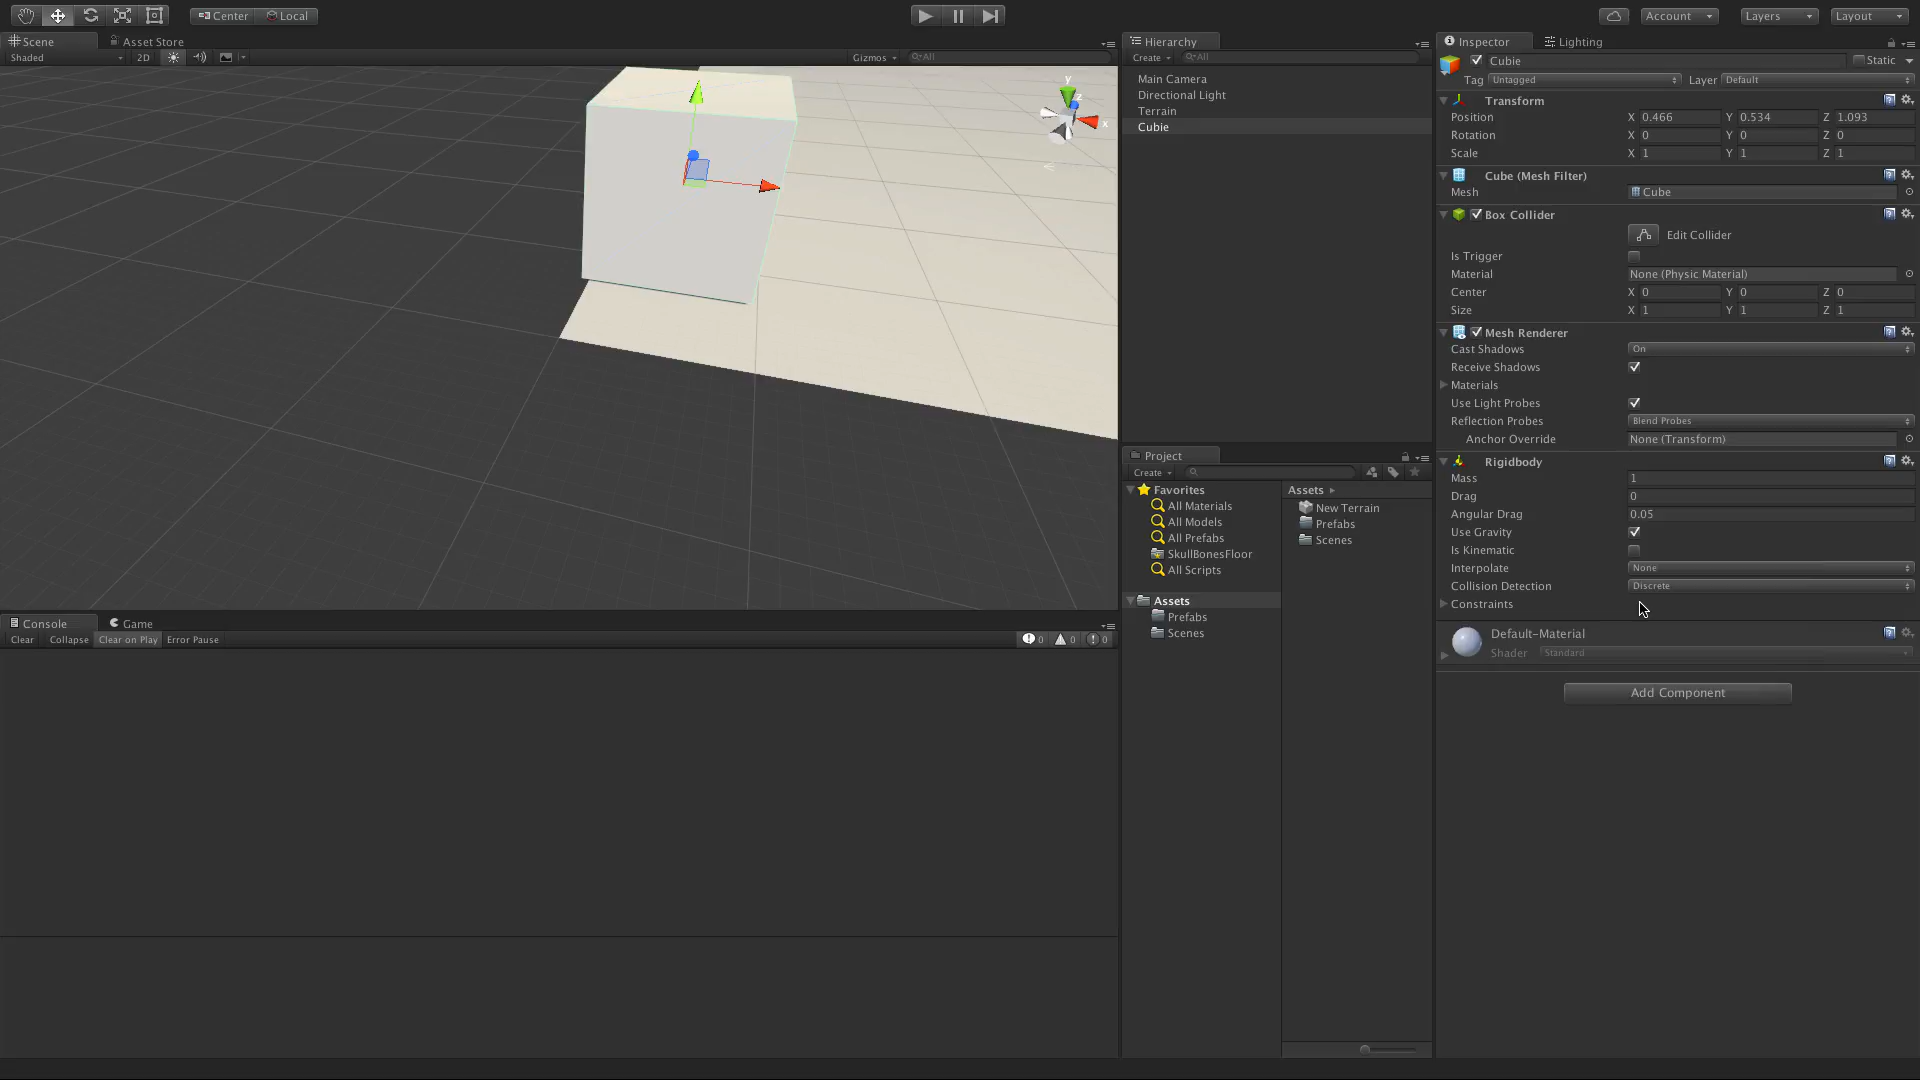 Center Local
Account Layers Layout
Scene Asset Store
Shaded 2D Gizmos All
y
z
x
Hierarchy
Create All
Main Camera
Directional Light
Terrain
Cubie
Console Game
Clear Collapse Clear on Play Error Pause 0 0 0
Project
Create
Favorites
All Materials
All Models
All Prefabs
SkullBonesFloor
All Scripts
Assets
Prefabs
Scenes
Assets
New Terrain
Prefabs
Scenes
Inspector Lighting
Cubie Static
Tag Untagged Layer Default
Transform
Position X 0.466 Y 0.534 Z 1.093
Rotation X 0 Y 0 Z 0
Scale X 1 Y 1 Z 1
Cube (Mesh Filter)
Mesh Cube
Box Collider
Edit Collider
Is Trigger
Material None (Physic Material)
Center X 0 Y 0 Z 0
Size X 1 Y 1 Z 1
Mesh Renderer
Cast Shadows On
Receive Shadows
Materials
Use Light Probes
Reflection Probes Blend Probes
Anchor Override None (Transform)
Rigidbody
Mass 1
Drag 0
Angular Drag 0.05
Use Gravity
Is Kinematic
Interpolate None
Collision Detection Discrete
Constraints
Default-Material
Shader Standard
Add Component